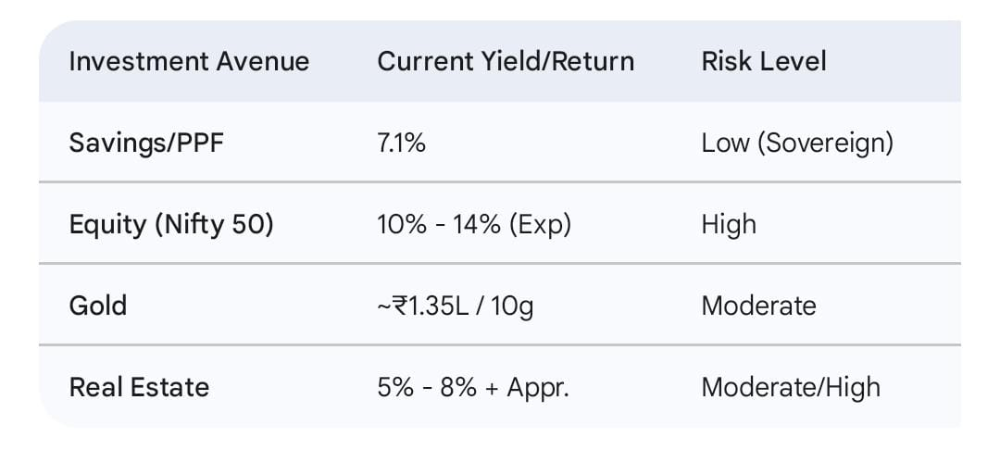 Investment Avenue Current Yield/Return Risk Level
Savings/PPF 7.1% Low (Sovereign)
Equity (Nifty 50) 10% - 14% (Exp) High
Gold ~₹1.35L / 10g Moderate
Real Estate 5% - 8% + Appr. Moderate/High